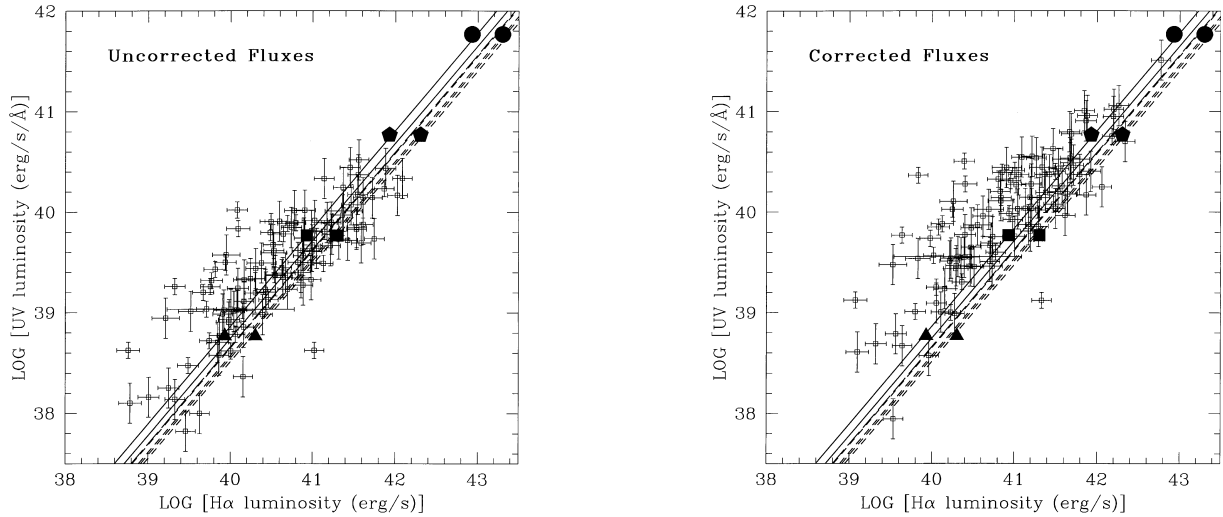 Uncorrected Fluxes
LOG [UV luminosity (erg/s/Å)]
42
41
40
39
38
38 39 40 41 42 43
LOG [Hα luminosity (erg/s)]
Corrected Fluxes
LOG [UV luminosity (erg/s/Å)]
42
41
40
39
38
38 39 40 41 42 43
LOG [Hα luminosity (erg/s)]